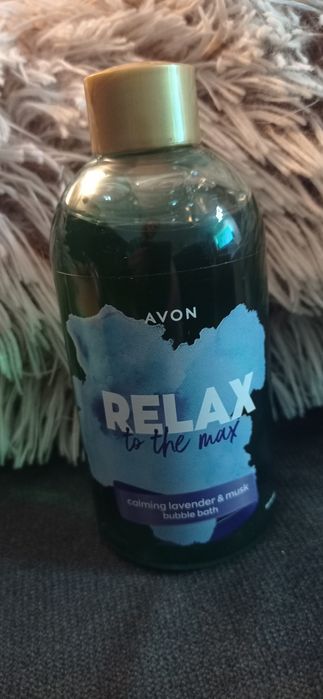 AVON
RELAX
to the max
calming lavender & musk
bubble bath